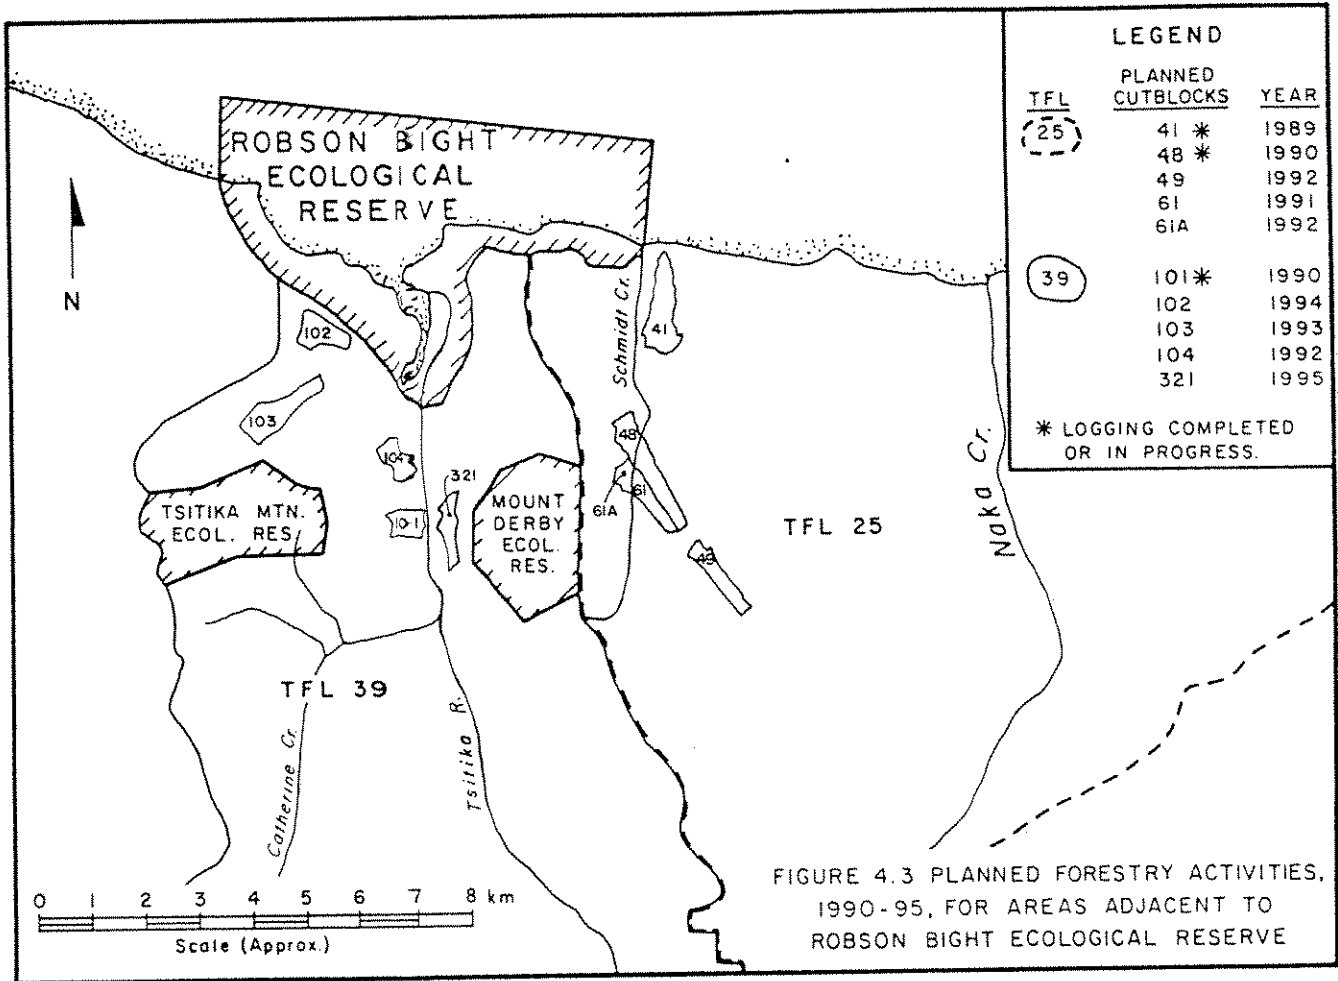 LEGEND
PLANNED
TFL CUTBLOCKS YEAR
25 41 * 1989
48 * 1990
49 1992
61 1991
61A 1992
39 101 * 1990
102 1994
103 1993
104 1992
321 1995
* LOGGING COMPLETED
OR IN PROGRESS.
ROBSON BIGHT
ECOLOGICAL
RESERVE
N
102
103
104
101
321
TSITIKA MTN.
ECOL. RES.
MOUNT
DERBY
ECOL.
RES.
Schmidt Cr.
41
48
61
61A
49
TFL 25
Naka Cr.
TFL 39
Catherine Cr.
Tsitika R.
0 1 2 3 4 5 6 7 8 km
Scale (Approx.)
FIGURE 4.3 PLANNED FORESTRY ACTIVITIES,
1990-95, FOR AREAS ADJACENT TO
ROBSON BIGHT ECOLOGICAL RESERVE